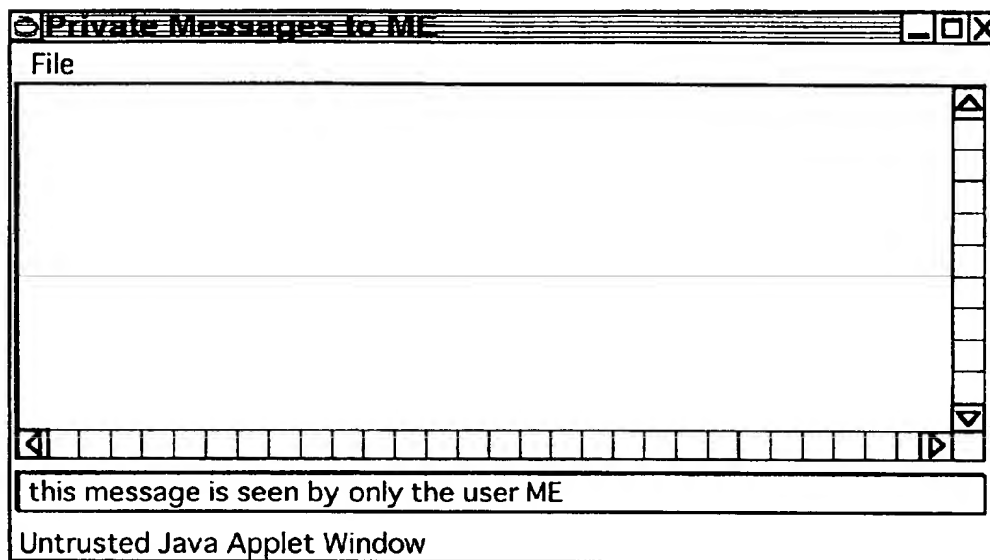 Private Messages to ME
File
this message is seen by only the user ME
Untrusted Java Applet Window